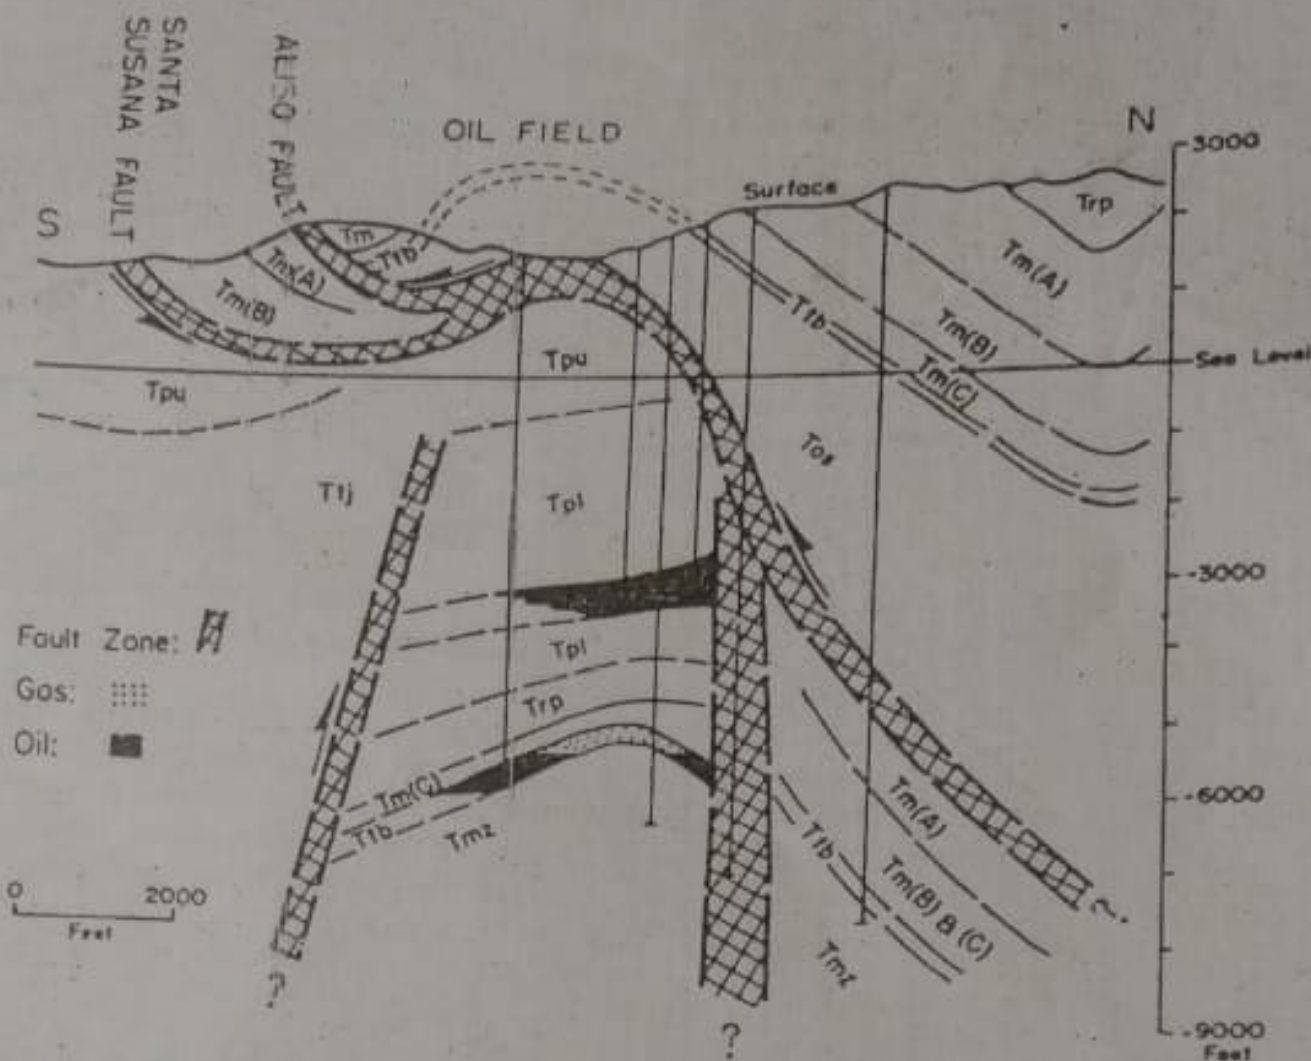 SANTA
SUSANA FAULT
ALISO FAULT
OIL FIELD
N
3000
Surface
Trp
S
Tm
Ttb
Tm(A)
Tm(A)
Tm(B)
Ttb
Tm(B)
Tm(C)
Sea Level
Tpu
Tpu
Tos
Ttj
Tpl
-3000
Fault Zone:
Tpl
Gas:
Trp
Oil:
Tm(C)
Ttb
Tmz
-6000
Tm(A)
Ttb
Tm(B) & (C)
Tmz
0 2000
Feet
?
?
?
-9000
Feet